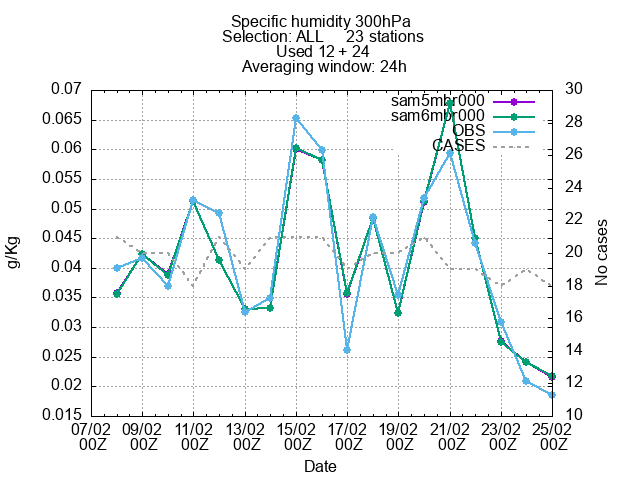 Specific humidity 300hPa
Selection: ALL 23 stations
Used 12 + 24
Averaging window: 24h
0.07
0.065
0.06
0.055
0.05
0.045
0.04
0.035
0.03
0.025
0.02
0.015
g/Kg
sam5mbr000
sam6mbr000
OBS
CASES
30
28
26
24
22
20
18
16
14
12
10
No cases
07/02 09/02 11/02 13/02 15/02 17/02 19/02 21/02 23/02 25/02
00Z 00Z 00Z 00Z 00Z 00Z 00Z 00Z 00Z 00Z
Date